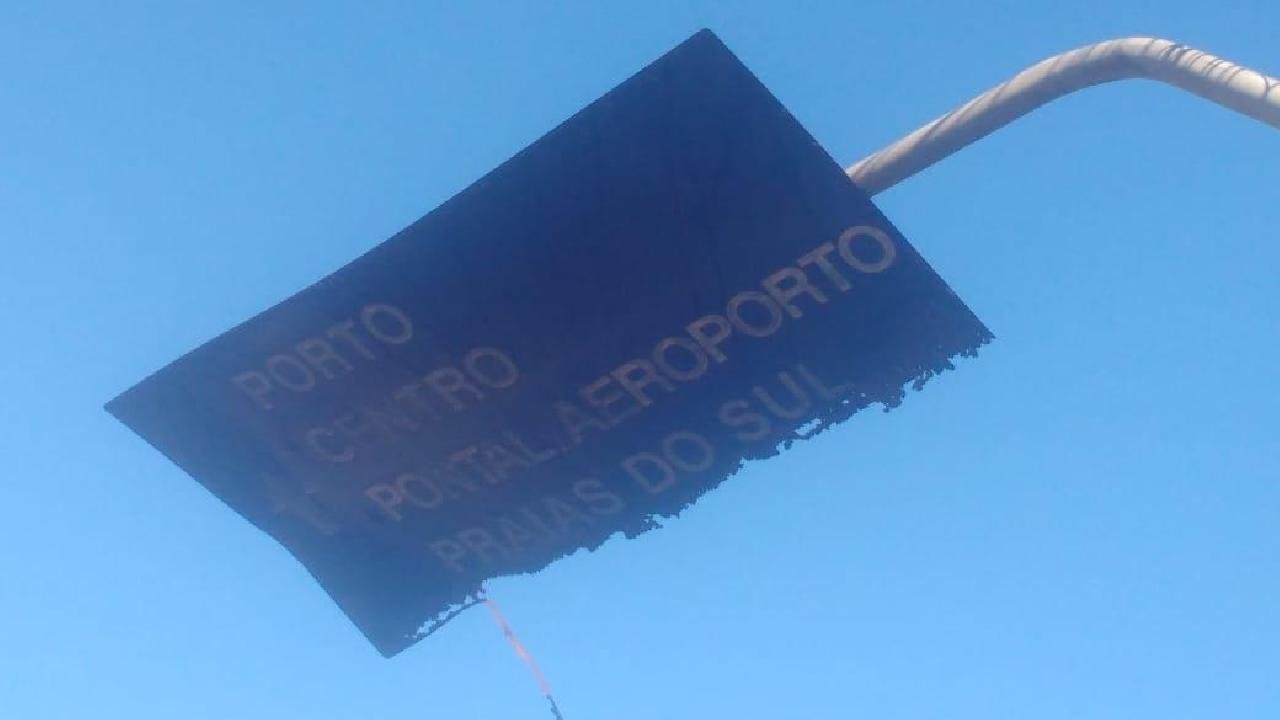 PORTO
CENTRO
PONTAL.AEROPORTO
PRAIAS DO SUL